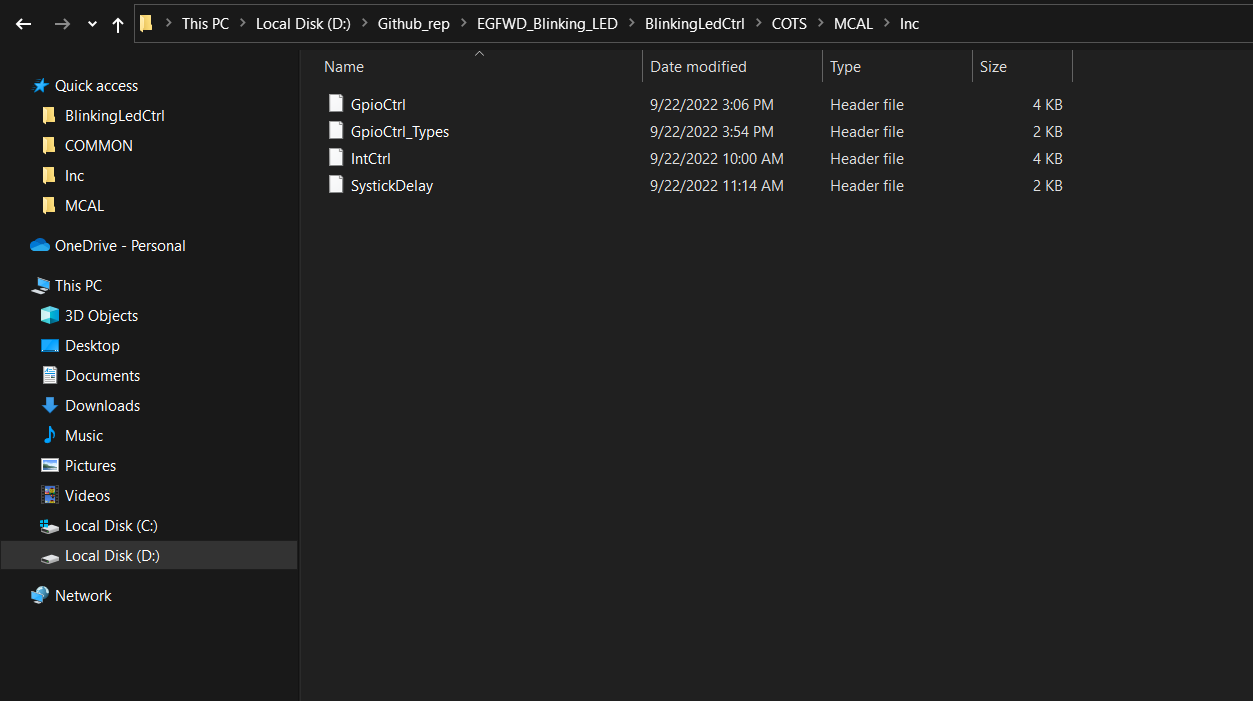 This PC Local Disk (D:) Github_rep EGFWD_Blinking_LED BlinkingLedCtrl COTS MCAL Inc
Quick access
BlinkingLedCtrl
COMMON
Inc
MCAL
OneDrive - Personal
This PC
3D Objects
Desktop
Documents
Downloads
Music
Pictures
Videos
Local Disk (C:)
Local Disk (D:)
Network
Name Date modified Type Size
GpioCtrl 9/22/2022 3:06 PM Header file 4 KB
GpioCtrl_Types 9/22/2022 3:54 PM Header file 2 KB
IntCtrl 9/22/2022 10:00 AM Header file 4 KB
SystickDelay 9/22/2022 11:14 AM Header file 2 KB